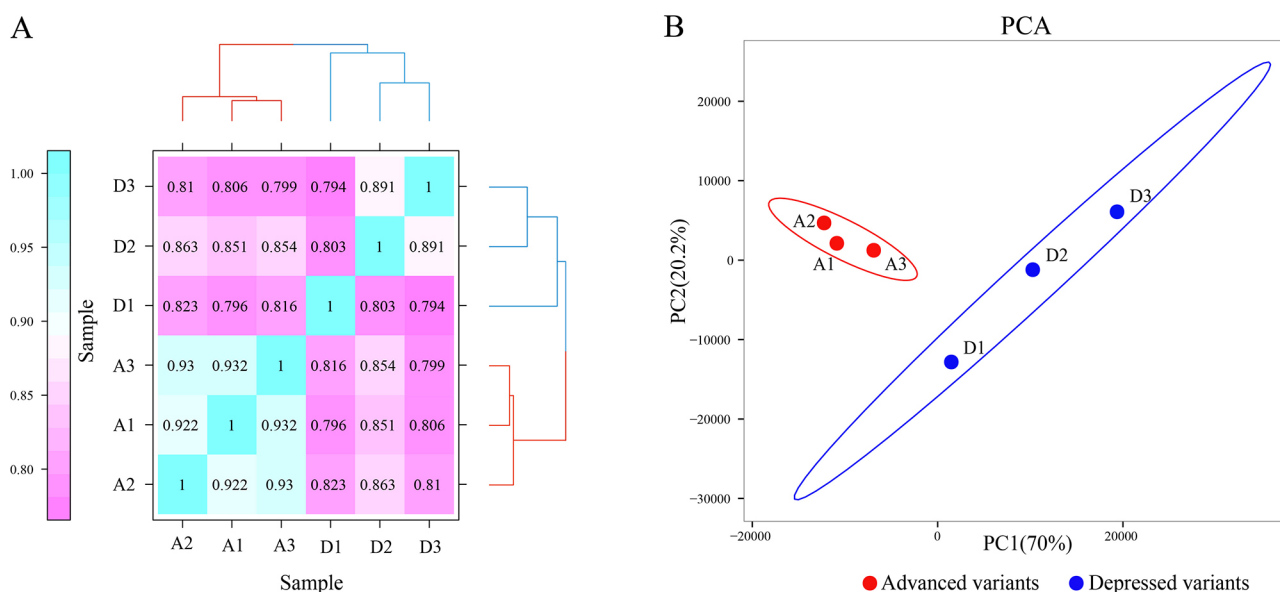 A
1.00
0.95
0.90
0.85
0.80
Sample
D3 0.81 0.806 0.799 0.794 0.891 1
D2 0.863 0.851 0.854 0.803 1 0.891
D1 0.823 0.796 0.816 1 0.803 0.794
A3 0.93 0.932 1 0.816 0.854 0.799
A1 0.922 1 0.932 0.796 0.851 0.806
A2 1 0.922 0.93 0.823 0.863 0.81
A2 A1 A3 D1 D2 D3
Sample
B
PCA
PC2(20.2%)
20000
10000
0
−10000
−20000
−30000
A2
A1
A3
D3
D2
D1
−20000 0 20000
PC1(70%)
Advanced variants Depressed variants